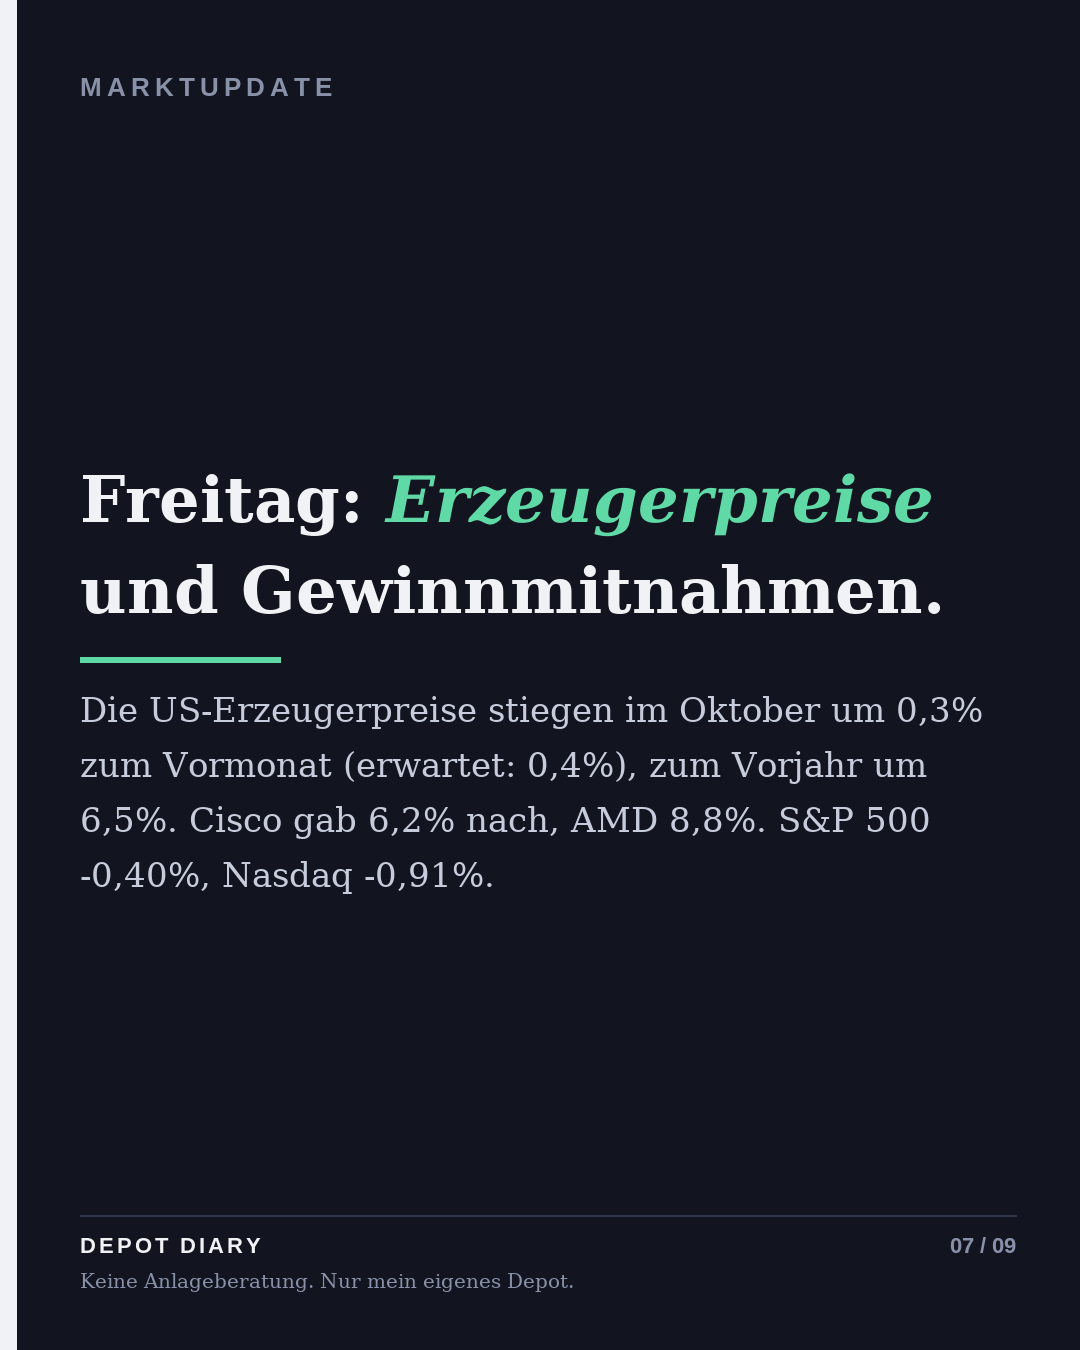 MARKTUPDATE
Freitag: Erzeugerpreise
und Gewinnmitnahmen.
Die US-Erzeugerpreise stiegen im Oktober um 0,3%
zum Vormonat (erwartet: 0,4%), zum Vorjahr um
6,5%. Cisco gab 6,2% nach, AMD 8,8%. S&P 500
-0,40%, Nasdaq -0,91%.
DEPOT DIARY
07 / 09
Keine Anlageberatung. Nur mein eigenes Depot.